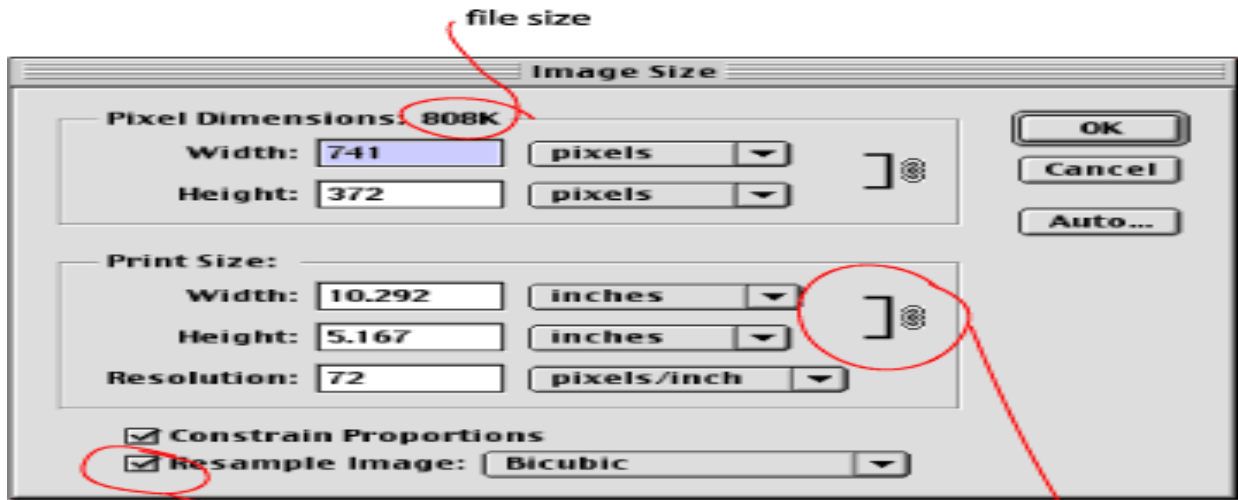 file size
Image Size
Pixel Dimensions: 808K
Width: 741 pixels
Height: 372 pixels
OK
Cancel
Auto...
Print Size:
Width: 10.292 inches
Height: 5.167 inches
Resolution: 72 pixels/inch
Constrain Proportions
Resample Image: Bicubic